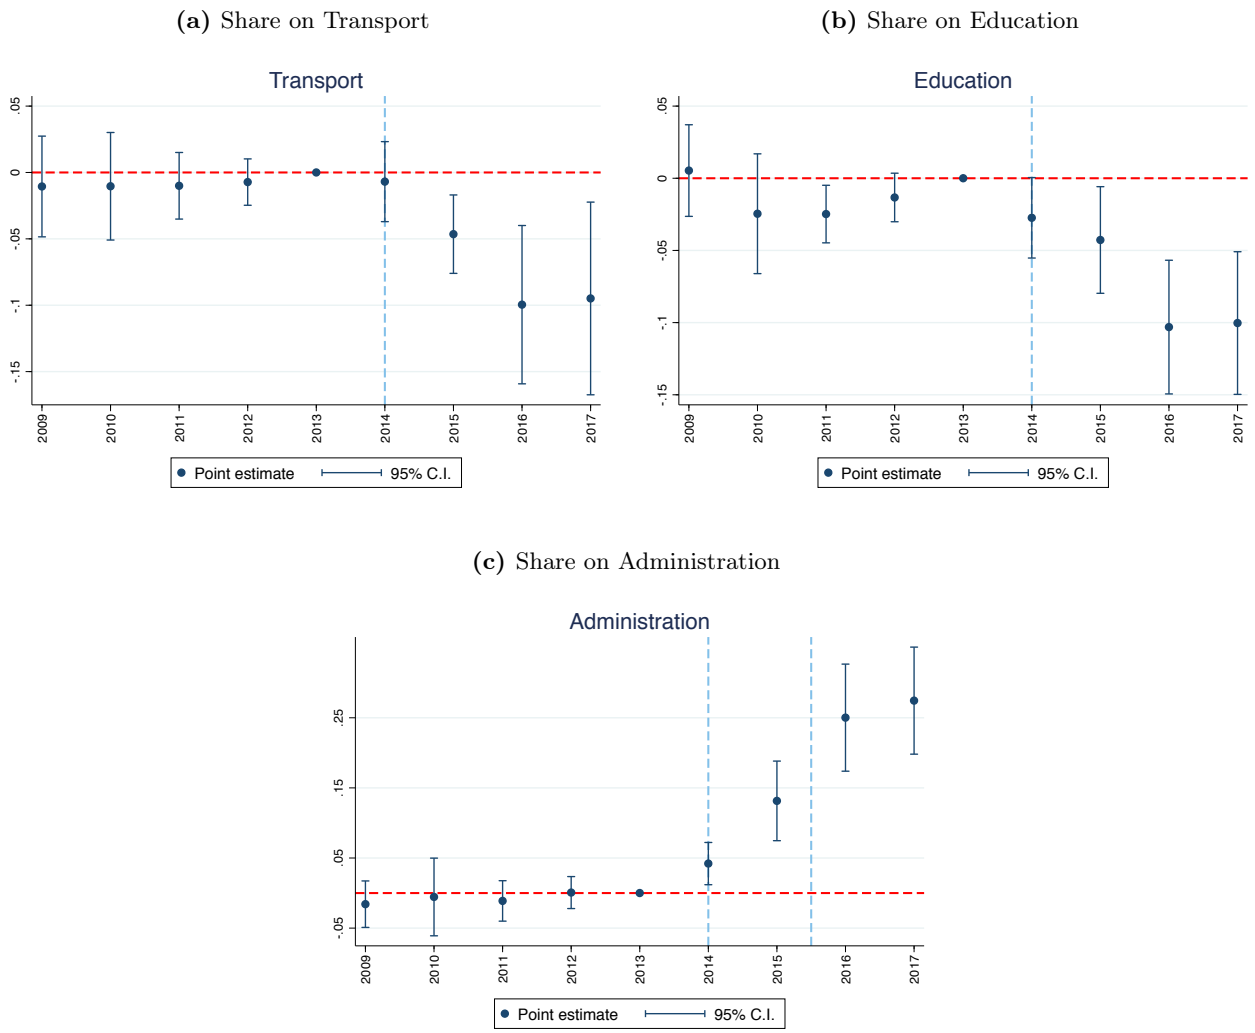 (a) Share on Transport
Transport
.05
0
-.05
-.1
-.15
2009 2010 2011 2012 2013 2014 2015 2016 2017
Point estimate 95% C.I.
(b) Share on Education
Education
.05
0
-.05
-.1
-.15
2009 2010 2011 2012 2013 2014 2015 2016 2017
Point estimate 95% C.I.
(c) Share on Administration
Administration
.25
.15
.05
-.05
2009 2010 2011 2012 2013 2014 2015 2016 2017
Point estimate 95% C.I.